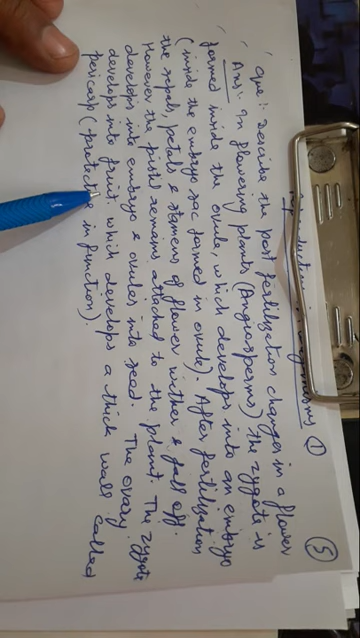 Reproduction in organisms ①
⑤
Que:- Describe the post fertilization changes in a flower
Ans:- In flowering plants (Angiosperms) the zygote is
formed inside the ovule, which develops into an embryo
(inside the embryo sac formed in ovule). After fertilization
the sepals, petals & stamens of flower wither & fall off.
However the pistil remains attached to the plant. The zygote
develops into embryo & ovules into seed. The ovary
develops into fruit which develops a thick wall called
pericarp (protective in function).